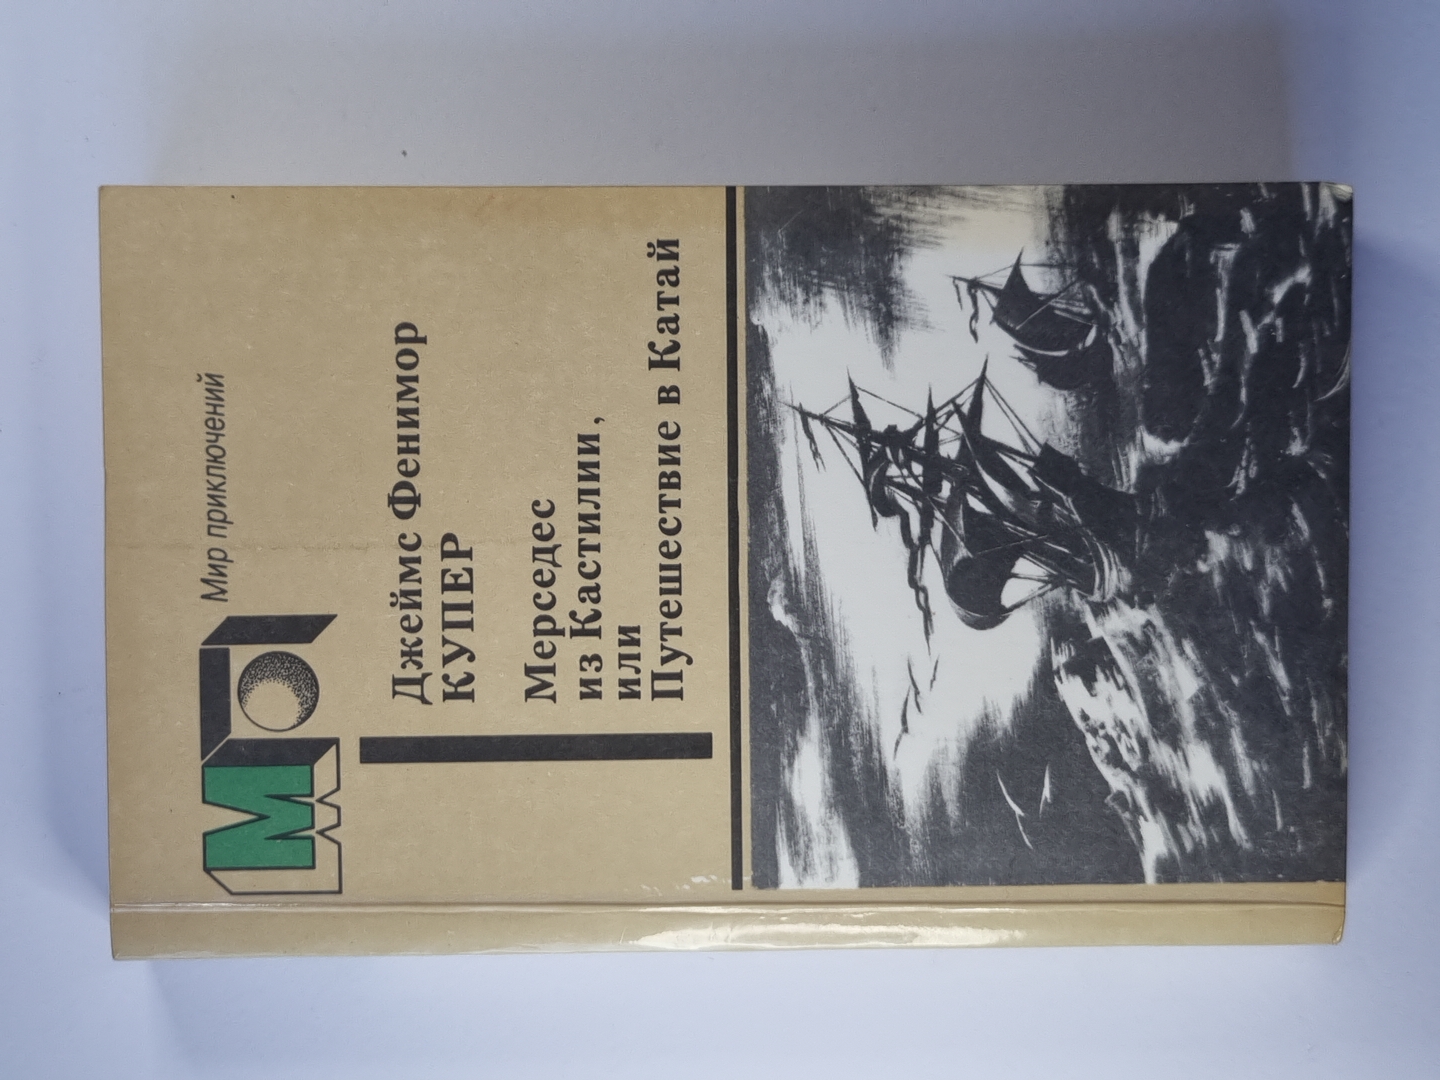 М
Мир приключений
Джеймс Фенимор
КУПЕР
Мерседес
из Кастилии,
или
Путешествие в Катай